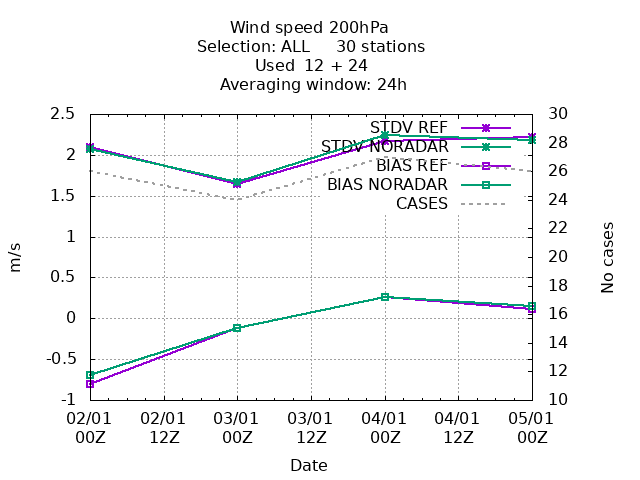 Wind speed 200hPa
Selection: ALL 30 stations
Used 12 + 24
Averaging window: 24h
2.5
2
1.5
1
0.5
0
-0.5
-1
30
28
26
24
22
20
18
16
14
12
10
m/s
No cases
STDV REF
STDV NORADAR
BIAS REF
BIAS NORADAR
CASES
02/01 02/01 03/01 03/01 04/01 04/01 05/01
00Z 12Z 00Z 12Z 00Z 12Z 00Z
Date